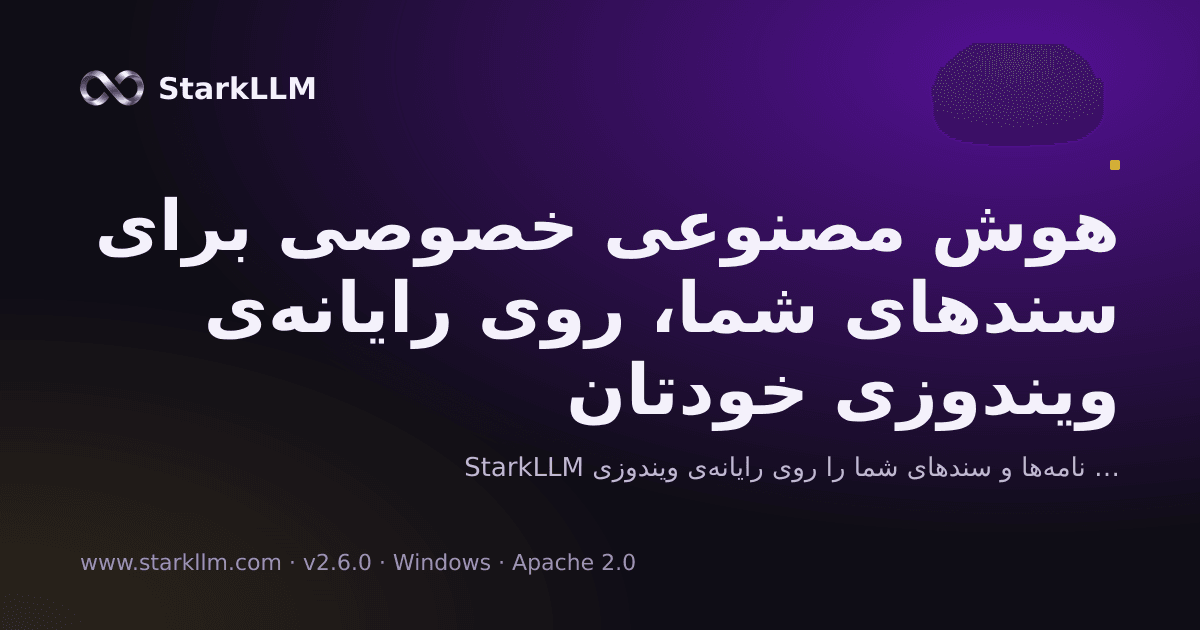 StarkLLM
هوش مصنوعی خصوصی برای
سندهای شما، روی رایانه‌ی
ویندوزی خودتان
... نامه‌ها و سندهای شما را روی رایانه‌ی ویندوزی StarkLLM
www.starkllm.com · v2.6.0 · Windows · Apache 2.0